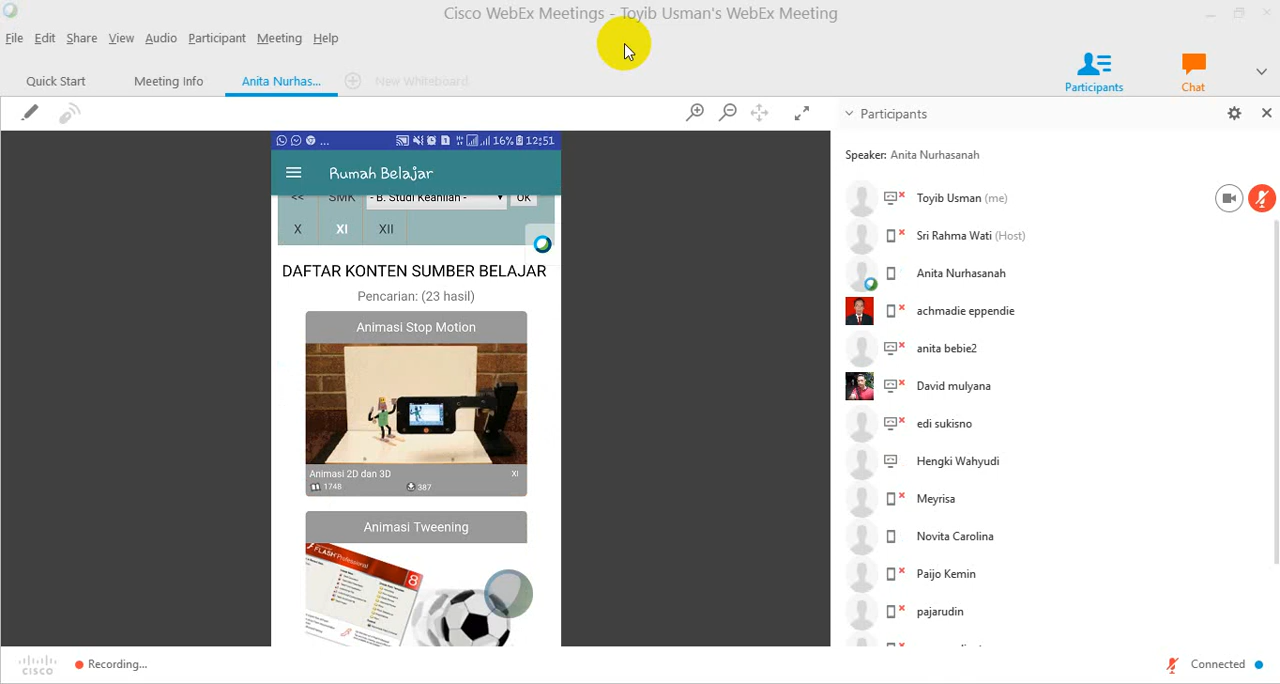 Cisco WebEx Meetings - Toyib Usman's WebEx Meeting
File Edit Share View Audio Participant Meeting Help
Quick Start Meeting Info Anita Nurhas... New Whiteboard
Participants Chat
16% 12:51
Rumah Belajar
<< SMK - B. Studi Keahlian - OK
X XI XII
DAFTAR KONTEN SUMBER BELAJAR
Pencarian: (23 hasil)
Animasi Stop Motion
Animasi 2D dan 3D XI
1748 387
Animasi Tweening
FLASH Professional 8
Participants
Speaker: Anita Nurhasanah
Toyib Usman (me)
Sri Rahma Wati (Host)
Anita Nurhasanah
achmadie eppendie
anita bebie2
David mulyana
edi sukisno
Hengki Wahyudi
Meyrisa
Novita Carolina
Paijo Kemin
pajarudin
cisco Recording...
Connected